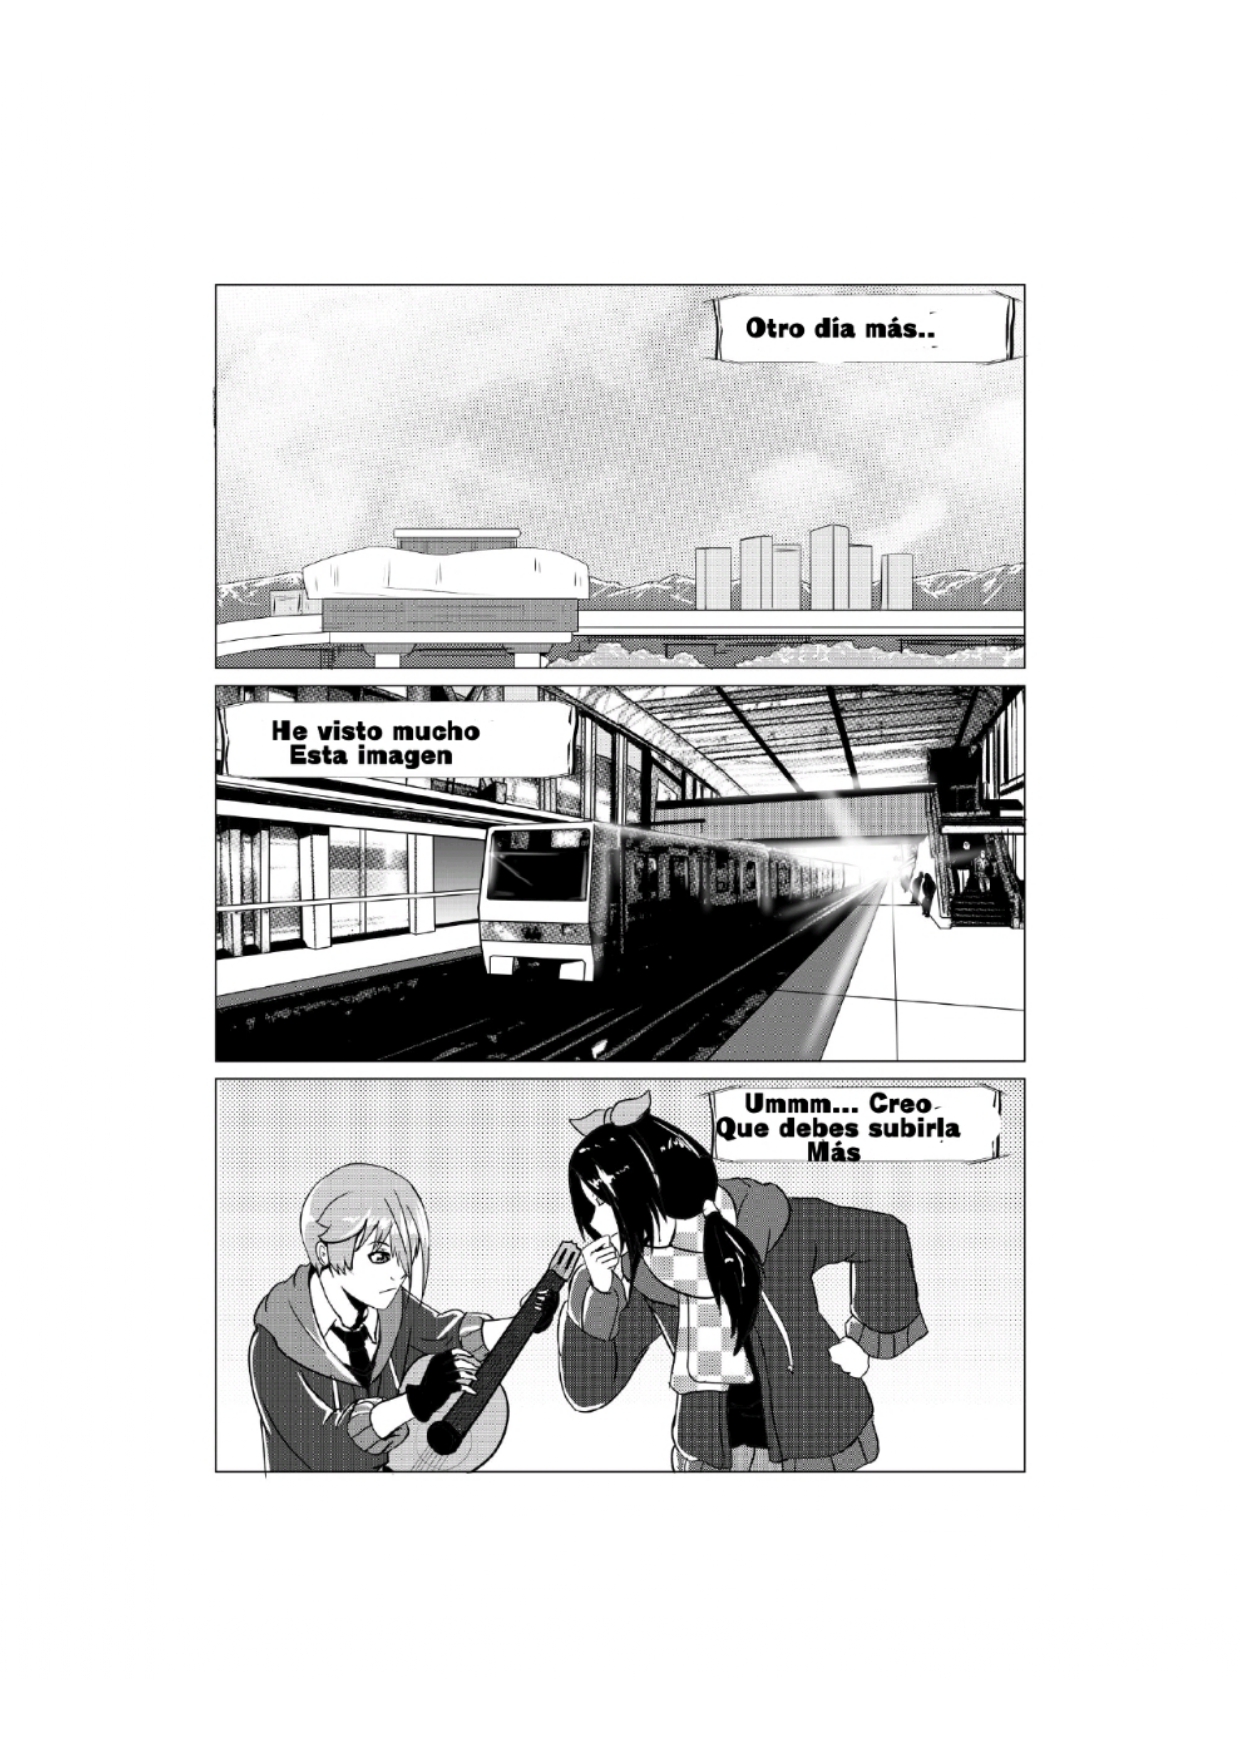 Otro día más..
He visto mucho
Esta imagen
Ummm... Creo
Que debes subirla
Más